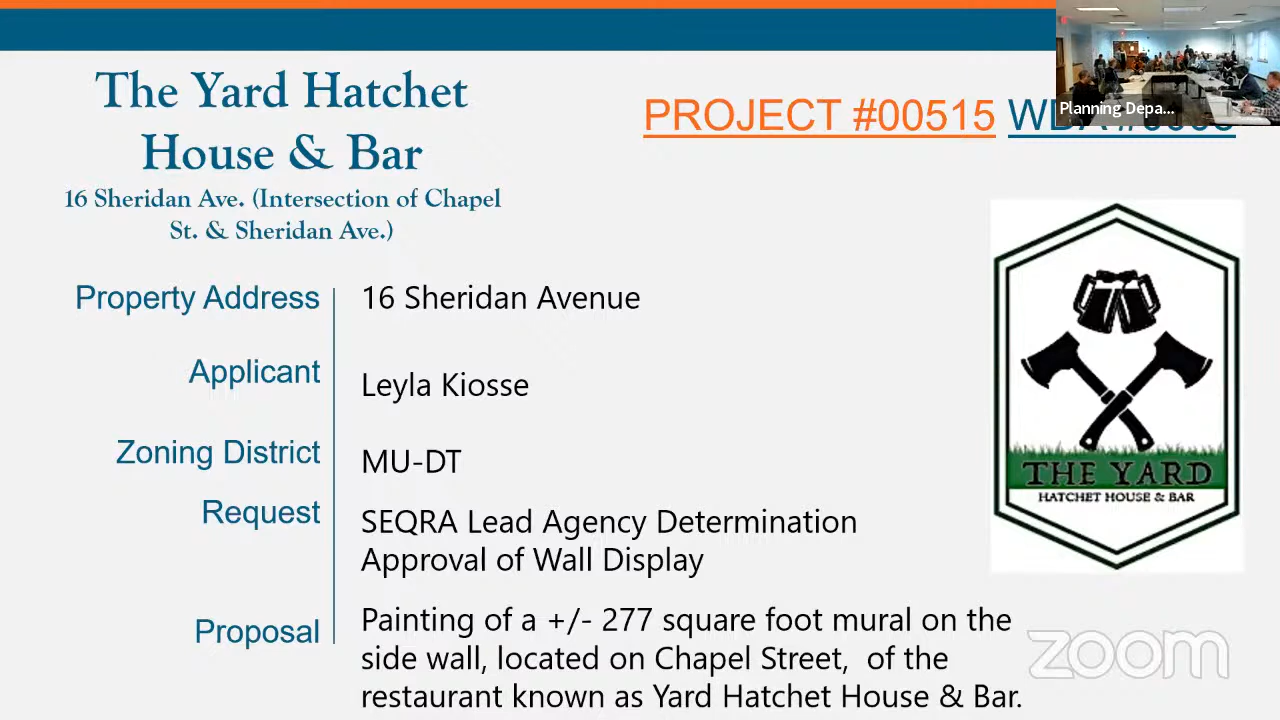 The Yard Hatchet
House & Bar
16 Sheridan Ave. (Intersection of Chapel
St. & Sheridan Ave.)
PROJECT #00515
Planning Depa...
Property Address
16 Sheridan Avenue
Applicant
Leyla Kiosse
Zoning District
MU-DT
Request
SEQRA Lead Agency Determination
Approval of Wall Display
Proposal
Painting of a +/- 277 square foot mural on the
side wall, located on Chapel Street, of the
restaurant known as Yard Hatchet House & Bar.
THE YARD
HATCHET HOUSE & BAR
zoom